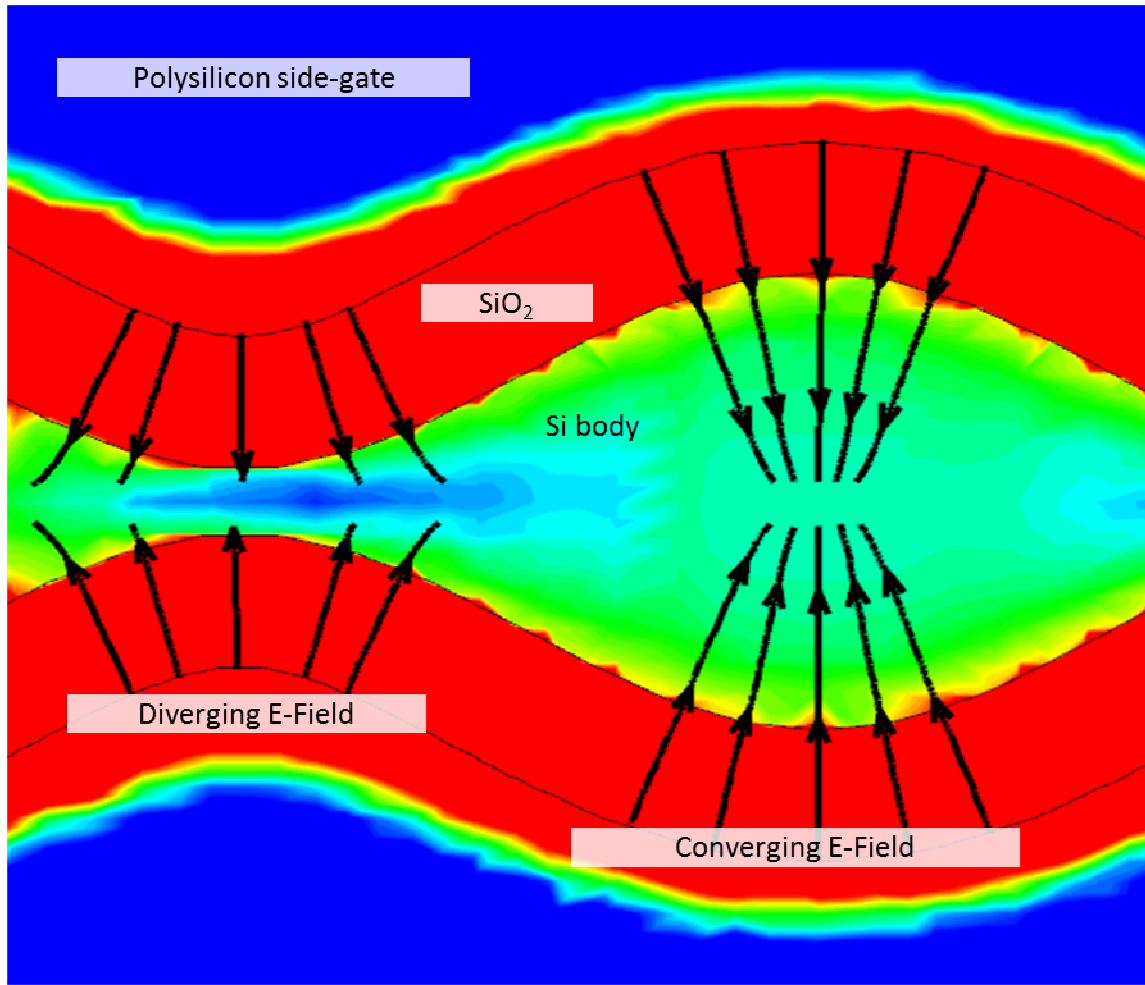 Polysilicon side-gate
SiO₂
Si body
Diverging E-Field
Converging E-Field